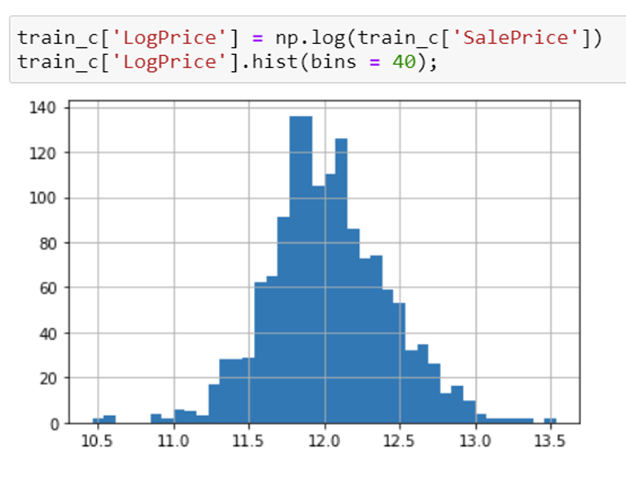 train_c['LogPrice'] = np.log(train_c['SalePrice'])
train_c['LogPrice'].hist(bins = 40);
140
120
100
80
60
40
20
0
10.5 11.0 11.5 12.0 12.5 13.0 13.5